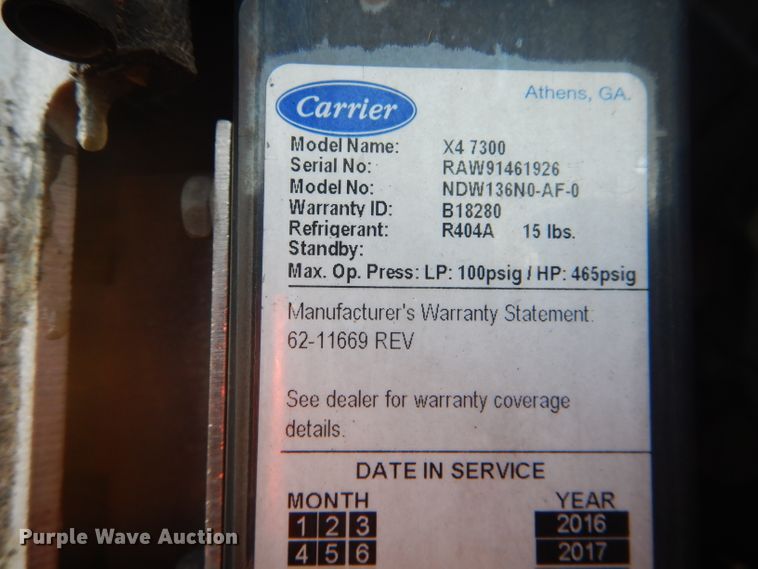 Carrier
Athens, GA.
Model Name: X4 7300
Serial No: RAW91461926
Model No: NDW136N0-AF-0
Warranty ID: B18280
Refrigerant: R404A 15 lbs.
Standby:
Max. Op. Press: LP: 100psig / HP: 465psig
Manufacturer's Warranty Statement:
62-11669 REV
See dealer for warranty coverage
details.
DATE IN SERVICE
MONTH YEAR
1 2 3 2016
4 5 6 2017
Purple Wave Auction